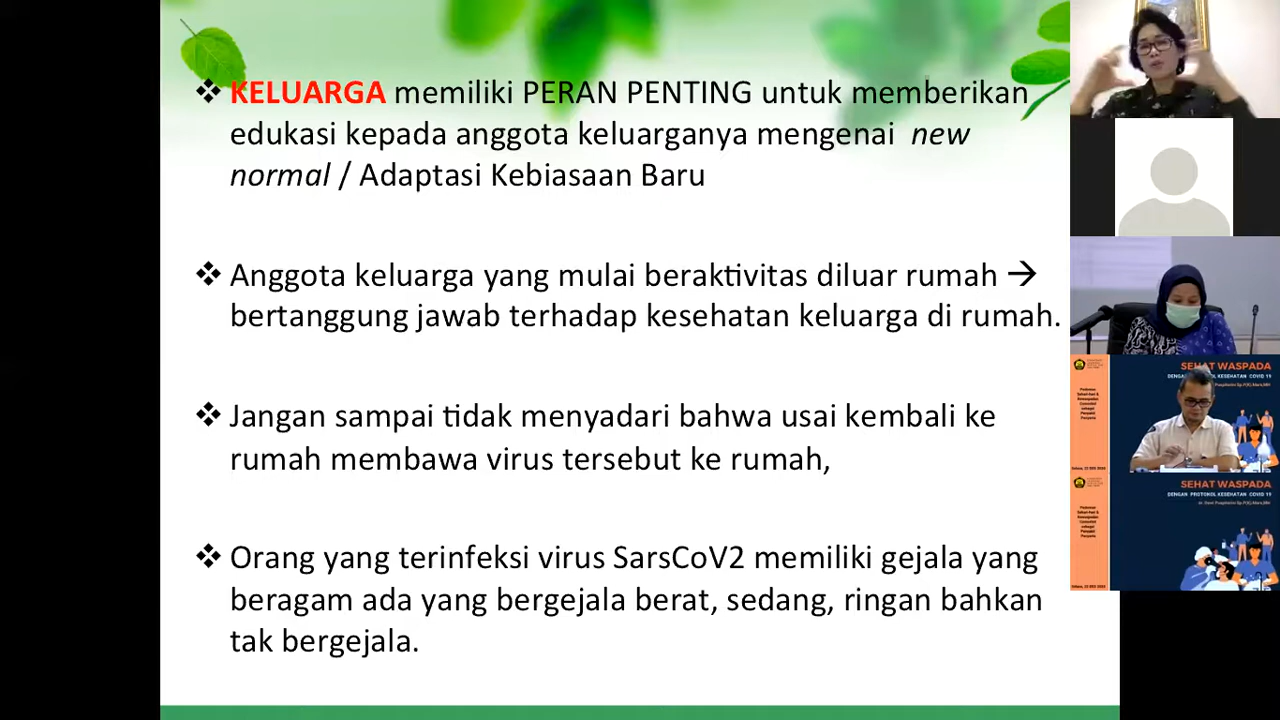 ❖ KELUARGA memiliki PERAN PENTING untuk memberikan
edukasi kepada anggota keluarganya mengenai new
normal / Adaptasi Kebiasaan Baru
❖ Anggota keluarga yang mulai beraktivitas diluar rumah →
bertanggung jawab terhadap kesehatan keluarga di rumah.
❖ Jangan sampai tidak menyadari bahwa usai kembali ke
rumah membawa virus tersebut ke rumah,
❖ Orang yang terinfeksi virus SarsCoV2 memiliki gejala yang
beragam ada yang bergejala berat, sedang, ringan bahkan
tak bergejala.
SEHAT WASPADA
DENGAN PROTOKOL KESEHATAN COVID 19
SEHAT WASPADA
DENGAN PROTOKOL KESEHATAN COVID 19